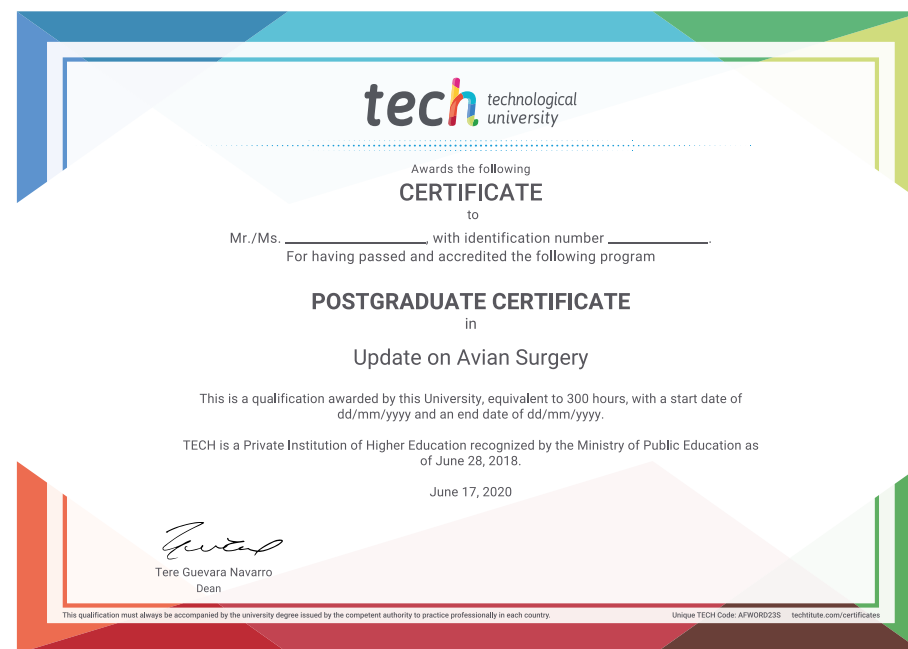 tech technological
university
Awards the following
CERTIFICATE
to
Mr./Ms. ____________________, with identification number ______________.
For having passed and accredited the following program
POSTGRADUATE CERTIFICATE
in
Update on Avian Surgery
This is a qualification awarded by this University, equivalent to 300 hours, with a start date of
dd/mm/yyyy and an end date of dd/mm/yyyy.
TECH is a Private Institution of Higher Education recognized by the Ministry of Public Education as
of June 28, 2018.
June 17, 2020
Tere Guevara Navarro
Dean
This qualification must always be accompanied by the university degree issued by the competent authority to practice professionally in each country. Unique TECH Code: AFWORD23S techtitute.com/certificates